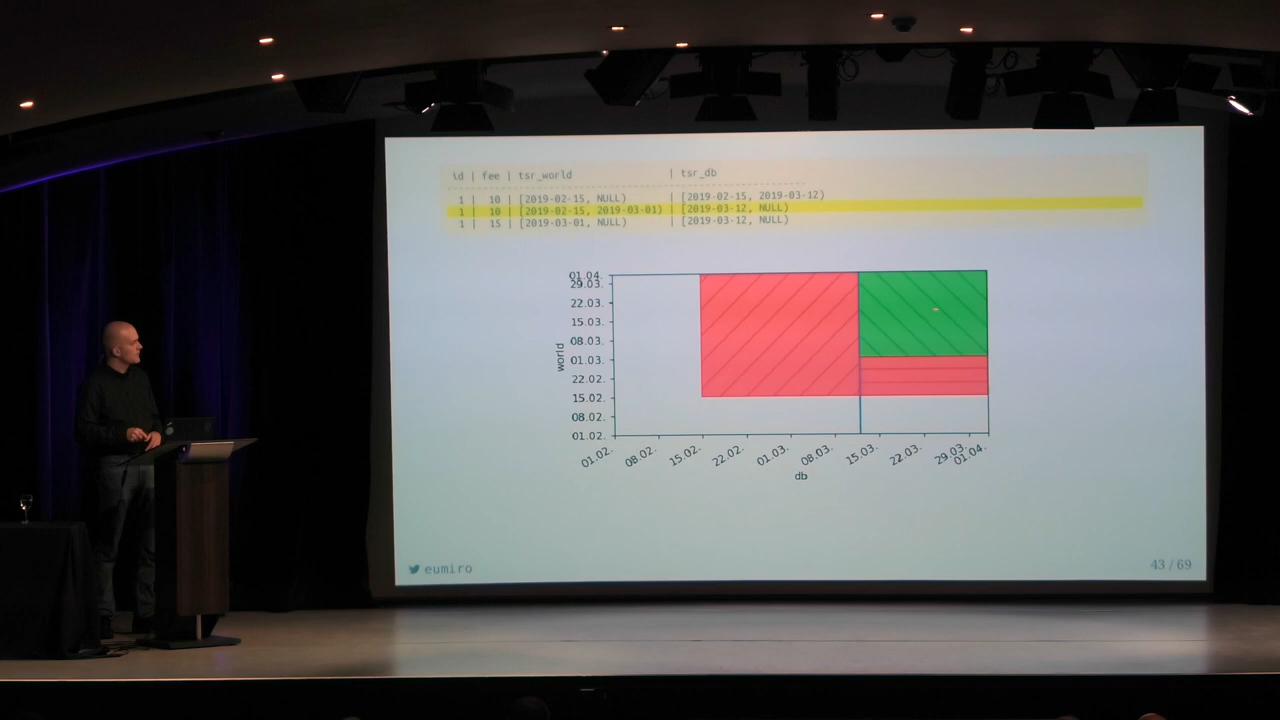 id | fee | tsr_world | tsr_db
1 | 10 | [2019-02-15, NULL) | [2019-02-15, 2019-03-12)
1 | 10 | [2019-02-15, 2019-03-01) | [2019-03-12, NULL)
1 | 15 | [2019-03-01, NULL) | [2019-03-12, NULL)
01.04.
29.03.
22.03.
15.03.
08.03.
01.03.
22.02.
15.02.
08.02.
01.02.
world
01.02. 08.02. 15.02. 22.02. 01.03. 08.03. 15.03. 22.03. 29.03. 01.04.
db
eumiro
43 / 69